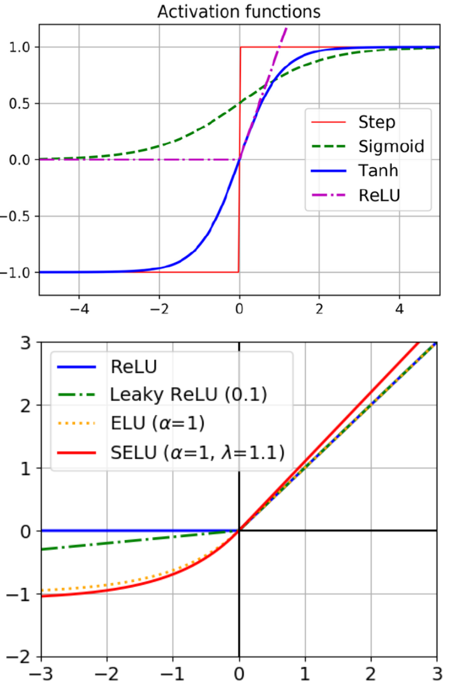 Activation functions
1.0
0.5
0.0
−0.5
−1.0
Step
Sigmoid
Tanh
ReLU
−4 −2 0 2 4
3
2
1
0
−1
−2
ReLU
Leaky ReLU (0.1)
ELU (α=1)
SELU (α=1, λ=1.1)
−3 −2 −1 0 1 2 3